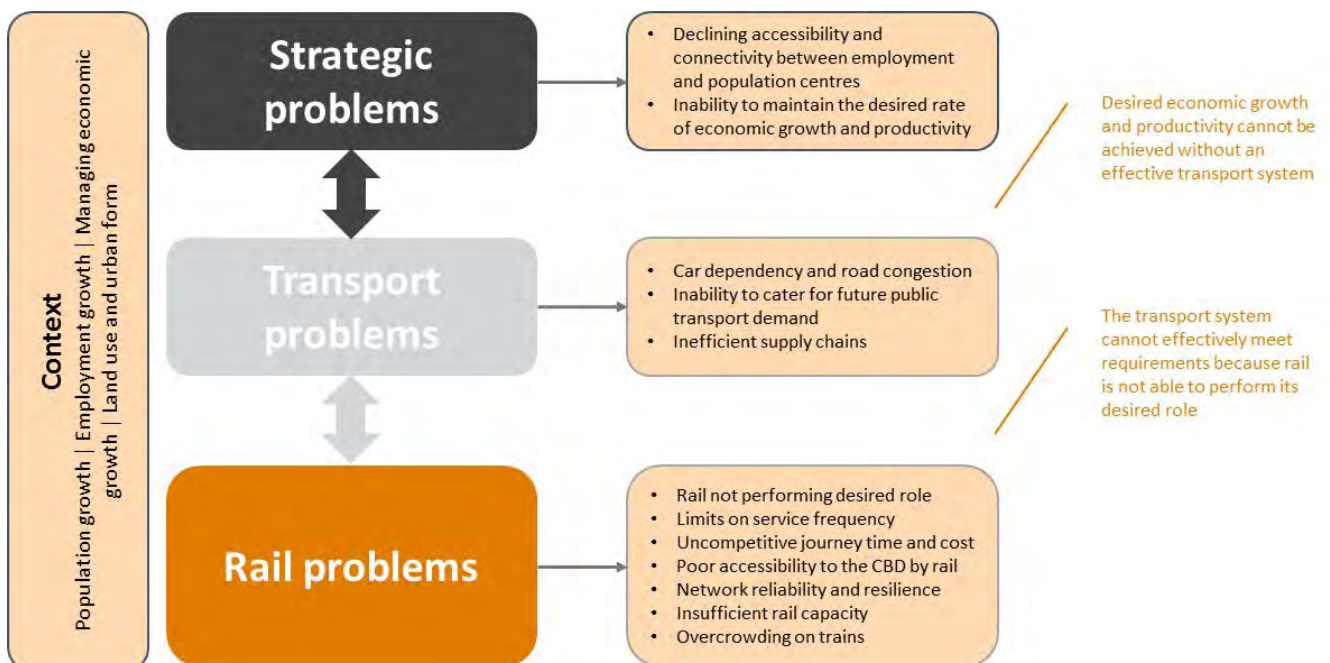 Context
Population growth | Employment growth | Managing economic
growth | Land use and urban form
Strategic
problems
• Declining accessibility and
connectivity between employment
and population centres
• Inability to maintain the desired rate
of economic growth and productivity
Desired economic growth
and productivity cannot be
achieved without an
effective transport system
Transport
problems
• Car dependency and road congestion
• Inability to cater for future public
transport demand
• Inefficient supply chains
The transport system
cannot effectively meet
requirements because rail
is not able to perform its
desired role
Rail problems
• Rail not performing desired role
• Limits on service frequency
• Uncompetitive journey time and cost
• Poor accessibility to the CBD by rail
• Network reliability and resilience
• Insufficient rail capacity
• Overcrowding on trains